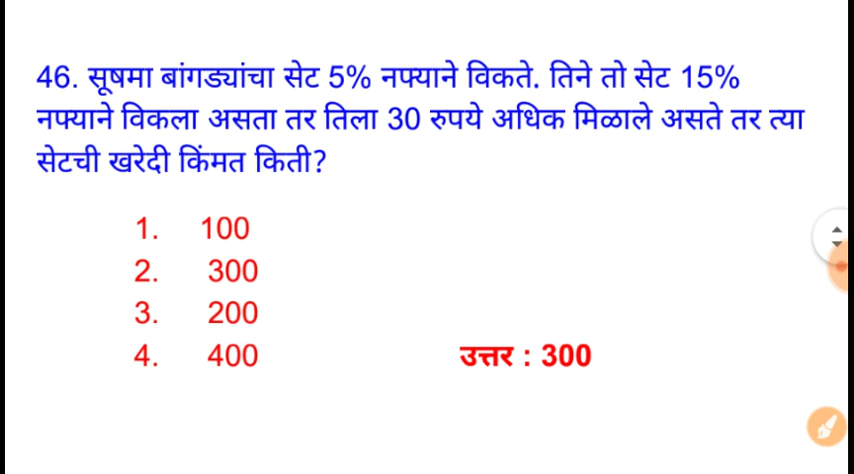 46. सूषमा बांगड्यांचा सेट 5% नफ्याने विकते. तिने तो सेट 15%
नफ्याने विकला असता तर तिला 30 रुपये अधिक मिळाले असते तर त्या
सेटची खरेदी किंमत किती?
1. 100
2. 300
3. 200
4. 400
उत्तर : 300